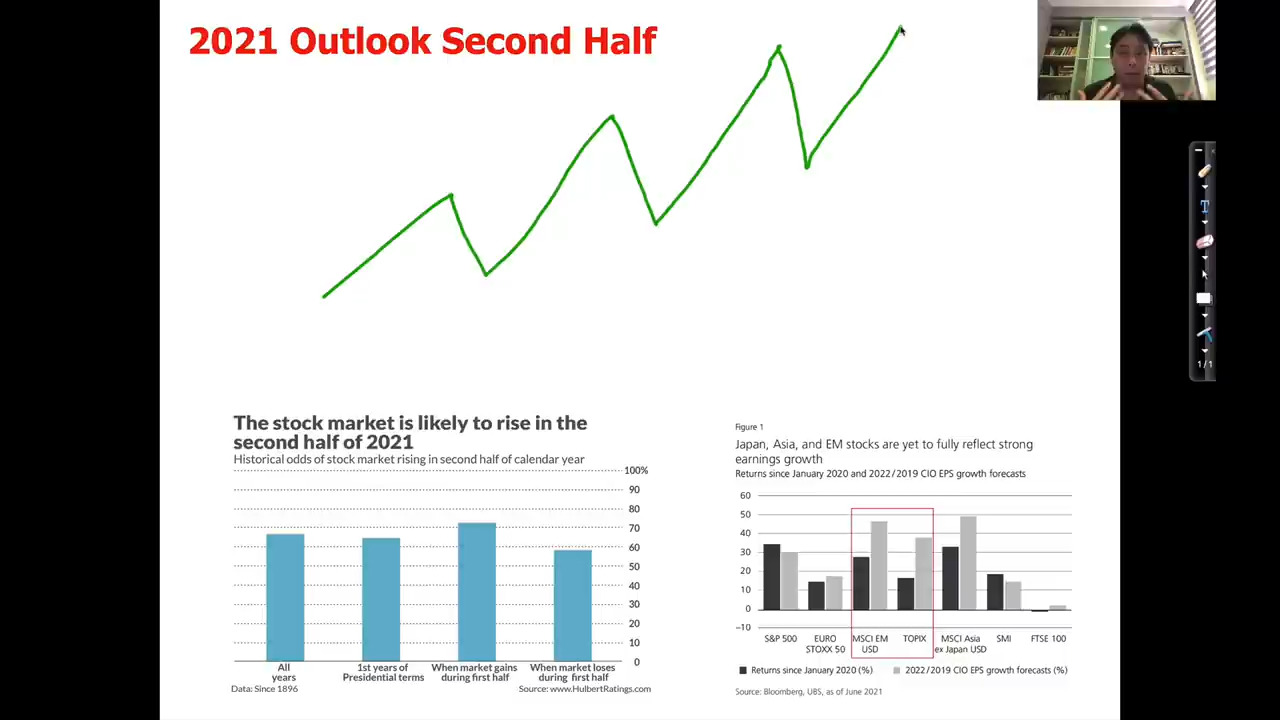 2021 Outlook Second Half
The stock market is likely to rise in the
second half of 2021
Historical odds of stock market rising in second half of calendar year
100%
90
80
70
60
50
40
30
20
10
0
All
years
1st years of
Presidential terms
When market gains
during first half
When market loses
during first half
Data: Since 1896
Source: www.HulbertRatings.com
Figure 1
Japan, Asia, and EM stocks are yet to fully reflect strong
earnings growth
Returns since January 2020 and 2022/2019 CIO EPS growth forecasts
60
50
40
30
20
10
0
–10
S&P 500
EURO
STOXX 50
MSCI EM
USD
TOPIX
MSCI Asia
ex Japan USD
SMI
FTSE 100
Returns since January 2020 (%)
2022/2019 CIO EPS growth forecasts (%)
Source: Bloomberg, UBS, as of June 2021
T
1/1